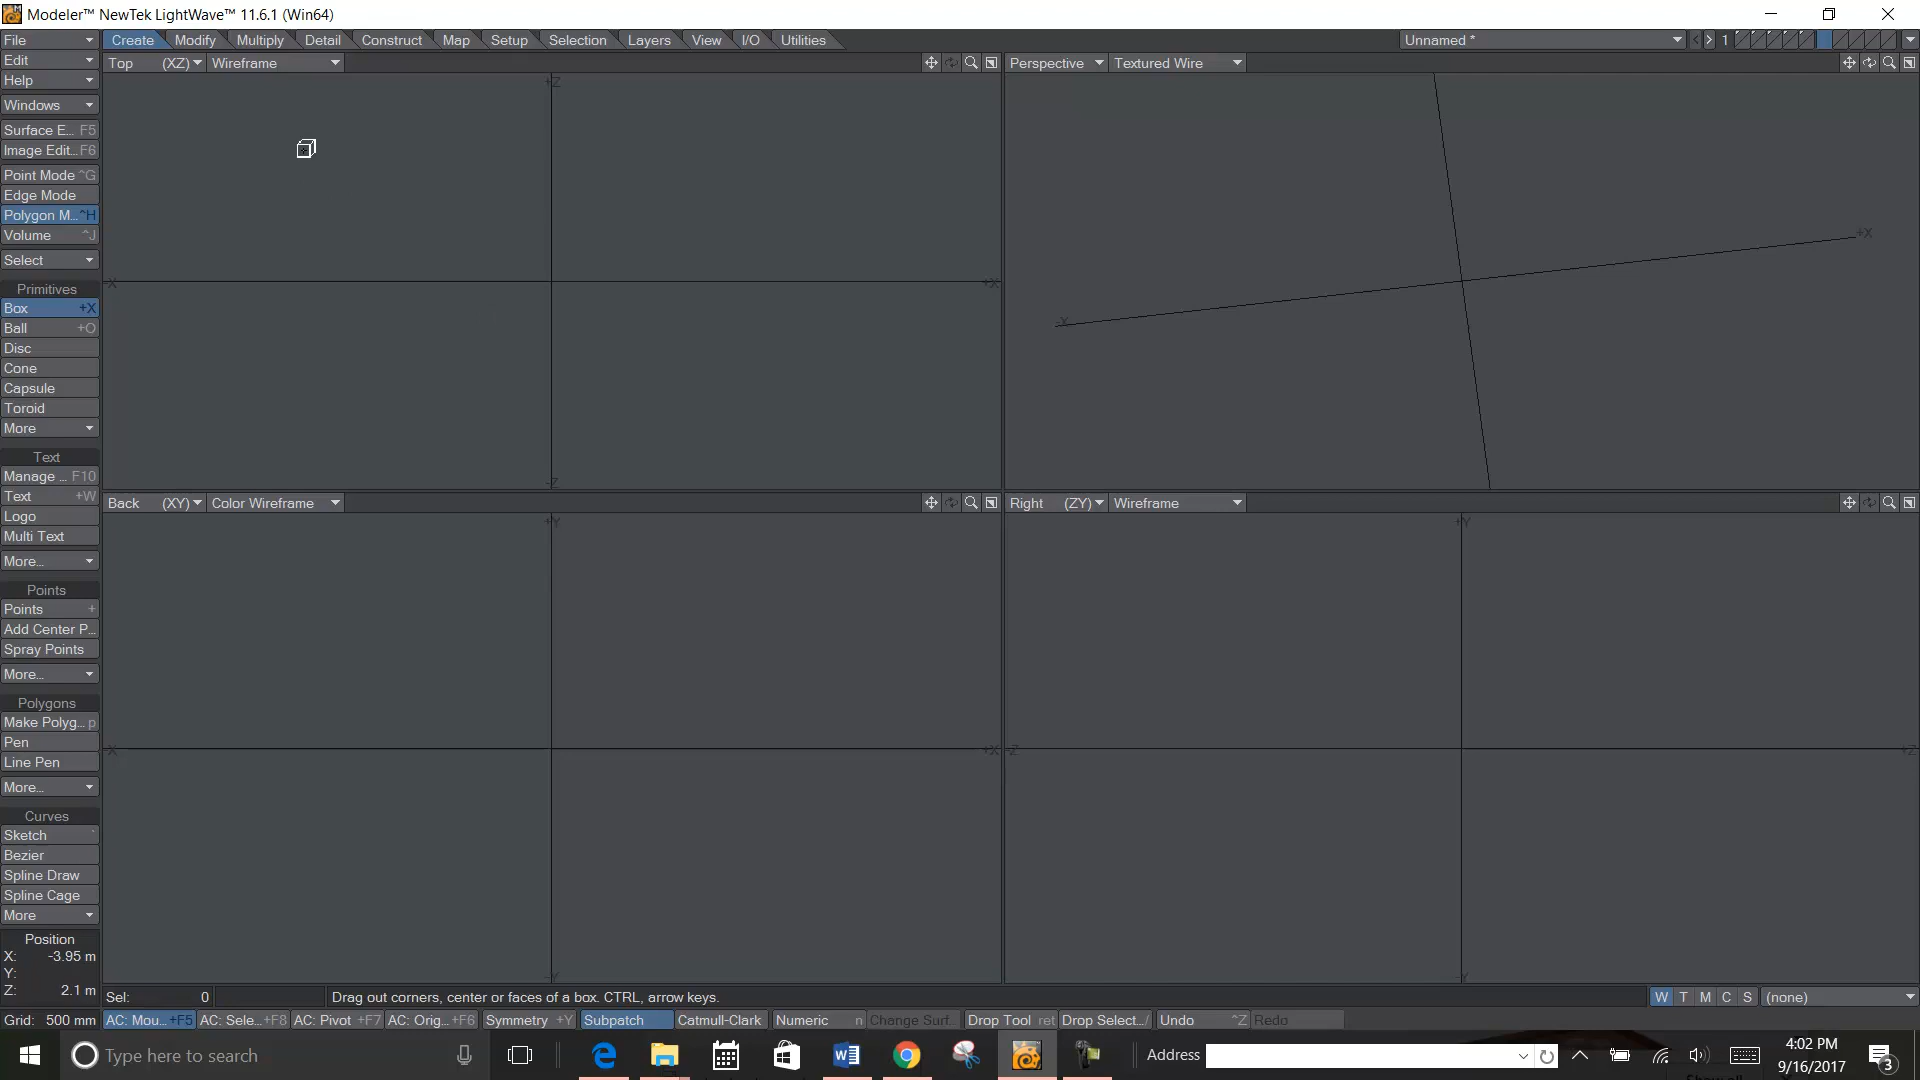 Modeler™ NewTek LightWave™ 11.6.1 (Win64)
File
Create Modify Multiply Detail Construct Map Setup Selection Layers View I/O Utilities
Unnamed *
< > 1
Edit
Help
Top (XZ) Wireframe
Perspective Textured Wire
Windows
Surface E... F5
Image Edit... F6
Point Mode ^G
Edge Mode
Polygon M... ^H
Volume ^J
Select
Primitives
Box +X
Ball +O
Disc
Cone
Capsule
Toroid
More
Text
Manage ... F10
Text +W
Logo
Multi Text
More...
Points
Points +
Add Center P...
Spray Points
More...
Polygons
Make Polyg... p
Pen
Line Pen
More...
Curves
Sketch `
Bezier
Spline Draw
Spline Cage
More
+Z
-X
+X
-Z
+X
-X
Back (XY) Color Wireframe
Right (ZY) Wireframe
+Y
-X
+X
-Y
+Y
-Z
+Z
-Y
Position
X: -3.95 m
Y:
Z: 2.1 m
Sel: 0
Drag out corners, center or faces of a box. CTRL, arrow keys.
W T M C S (none)
Grid: 500 mm
AC: Mou... +F5 AC: Sele... +F8 AC: Pivot +F7 AC: Orig... +F6 Symmetry +Y Subpatch Catmull-Clark Numeric n Change Surf... Drop Tool ret Drop Select... / Undo ^Z Redo
Type here to search
Address
4:02 PM
9/16/2017
3